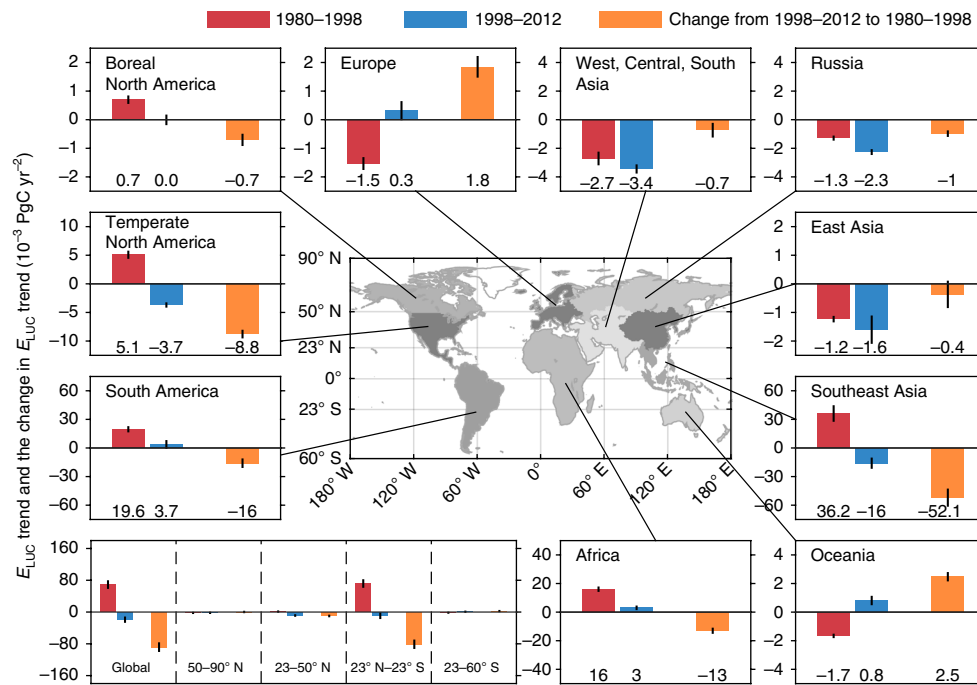 1980–1998 1998–2012 Change from 1998–2012 to 1980–1998
E_LUC trend and the change in E_LUC trend (10⁻³ PgC yr⁻²)
Boreal
North America
2
1
0
−1
−2
0.7 0.0 −0.7
Europe
2
1
0
−1
−2
−1.5 0.3 1.8
West, Central, South
Asia
4
2
0
−2
−4
−2.7 −3.4 −0.7
Russia
4
2
0
−2
−4
−1.3 −2.3 −1
Temperate
North America
10
5
0
−5
−10
5.1 −3.7 −8.8
90° N
50° N
23° N
0°
23° S
60° S
180° W 120° W 60° W 0° 60° E 120° E 180° E
East Asia
2
1
0
−1
−2
−1.2 −1.6 −0.4
South America
60
30
0
−30
−60
19.6 3.7 −16
Southeast Asia
60
30
0
−30
−60
36.2 −16 −52.1
160
80
0
−80
−160
Global 50–90° N 23–50° N 23° N–23° S 23–60° S
Africa
40
20
0
−20
−40
16 3 −13
Oceania
4
2
0
−2
−4
−1.7 0.8 2.5